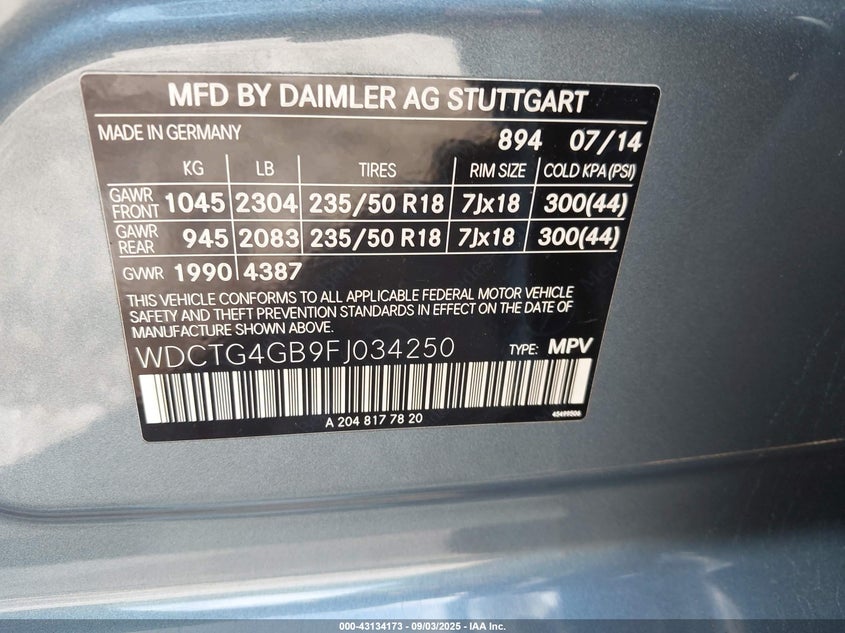 MFD BY DAIMLER AG STUTTGART
MADE IN GERMANY 894 07/14
KG LB TIRES RIM SIZE COLD KPA (PSI)
GAWR FRONT 1045 2304 235/50 R18 7Jx18 300(44)
GAWR REAR 945 2083 235/50 R18 7Jx18 300(44)
GVWR 1990 4387
THIS VEHICLE CONFORMS TO ALL APPLICABLE FEDERAL MOTOR VEHICLE
SAFETY AND THEFT PREVENTION STANDARDS IN EFFECT ON THE DATE OF
MANUFACTURE SHOWN ABOVE.
WDCTG4GB9FJ034250 TYPE: MPV
A 204 817 78 20
000-43134173 - 09/03/2025 - IAA Inc.